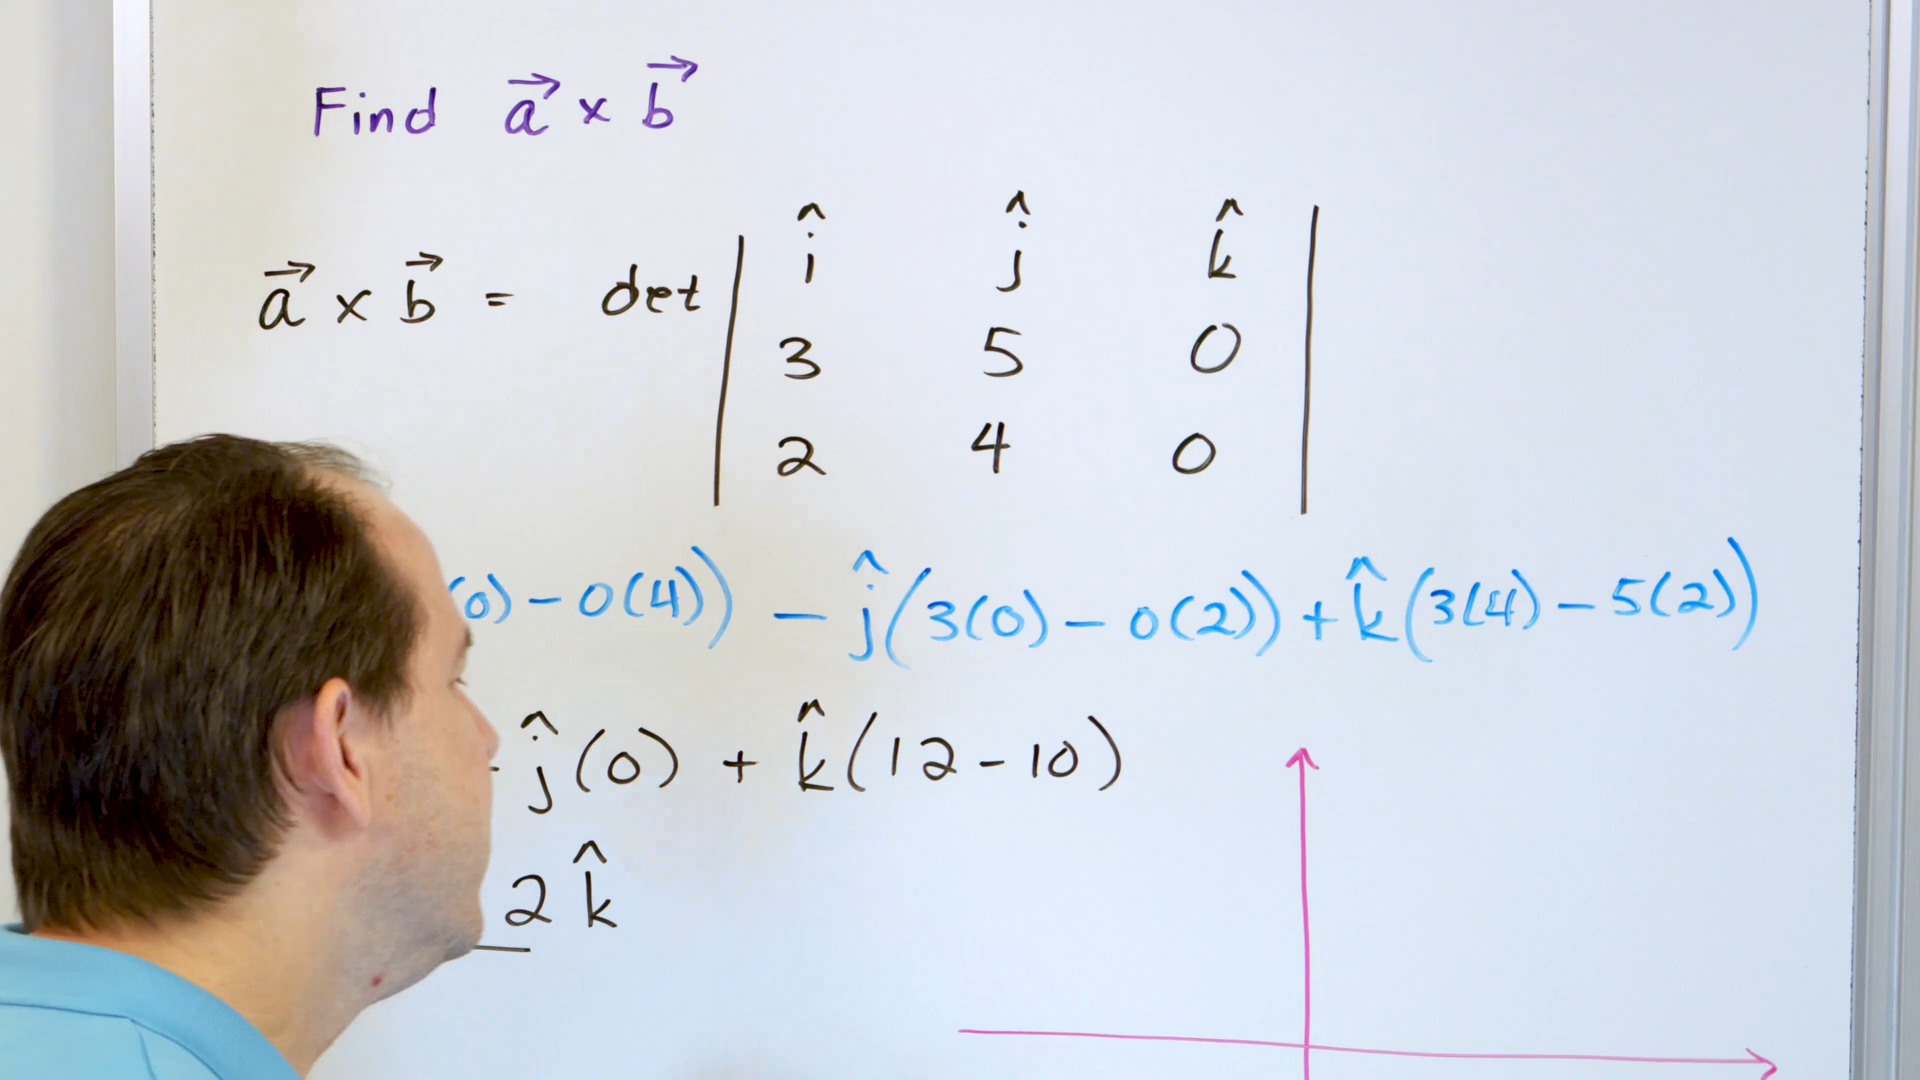 Find a⃗ × b⃗
a⃗ × b⃗ = det | î ĵ k̂ |
3 5 0
2 4 0
(0) - 0(4)) - ĵ(3(0) - 0(2)) + k̂(3(4) - 5(2))
- ĵ(0) + k̂(12 - 10)
2 k̂